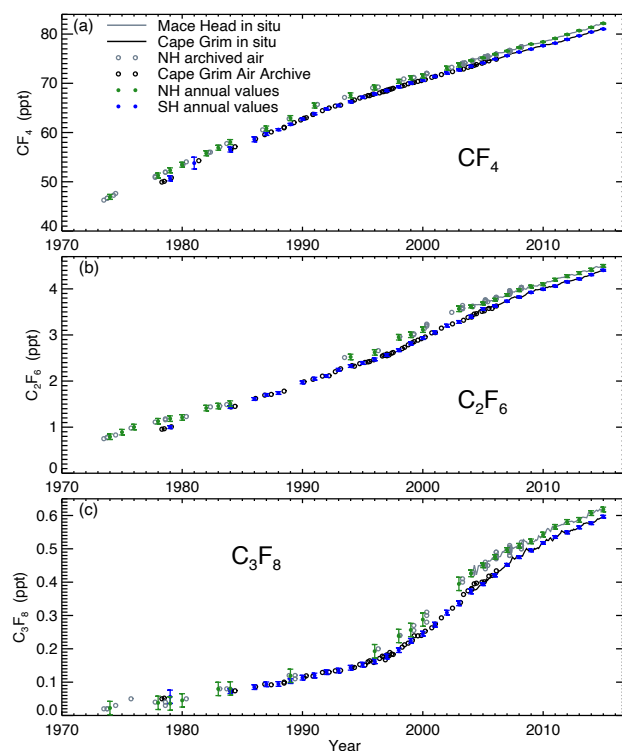 (a)
Mace Head in situ
Cape Grim in situ
NH archived air
Cape Grim Air Archive
NH annual values
SH annual values
80
70
60
50
40
CF4 (ppt)
CF4
1970 1980 1990 2000 2010
(b)
4
3
2
1
0
C2F6 (ppt)
C2F6
1970 1980 1990 2000 2010
(c)
0.6
0.5
0.4
0.3
0.2
0.1
0.0
C3F8 (ppt)
C3F8
1970 1980 1990 2000 2010
Year